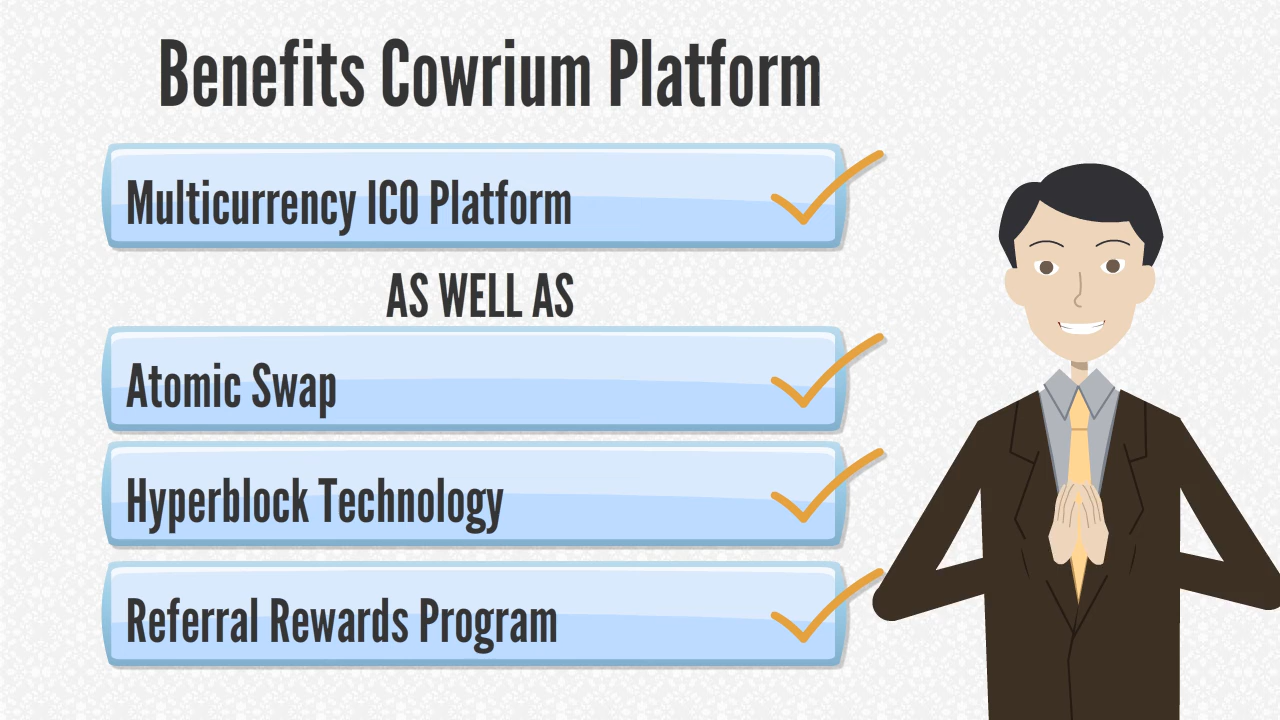 Benefits Cowrium Platform
Multicurrency ICO Platform
AS WELL AS
Atomic Swap
Hyperblock Technology
Referral Rewards Program